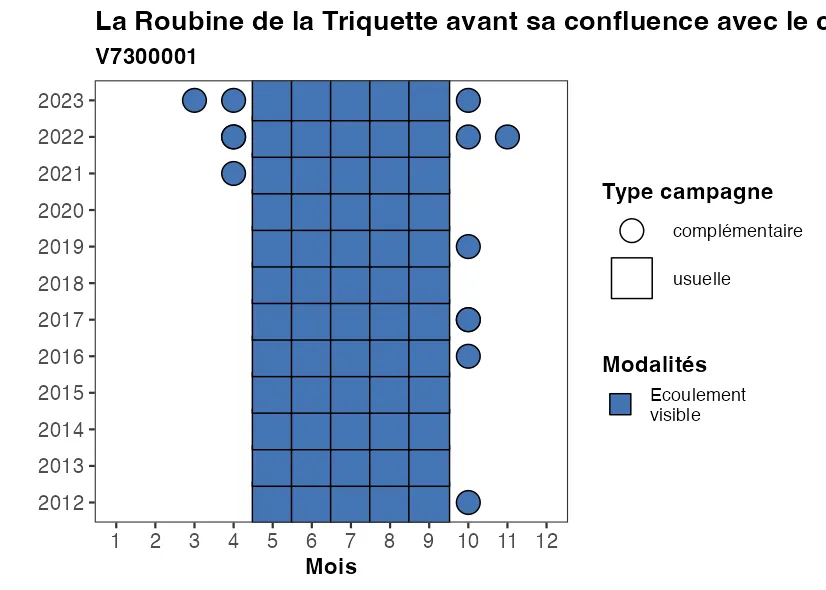 La Roubine de la Triquette avant sa confluence avec le
V7300001
2023
2022
2021
2020
2019
2018
2017
2016
2015
2014
2013
2012
1 2 3 4 5 6 7 8 9 10 11 12
Mois
Type campagne
complémentaire
usuelle
Modalités
Ecoulement
visible